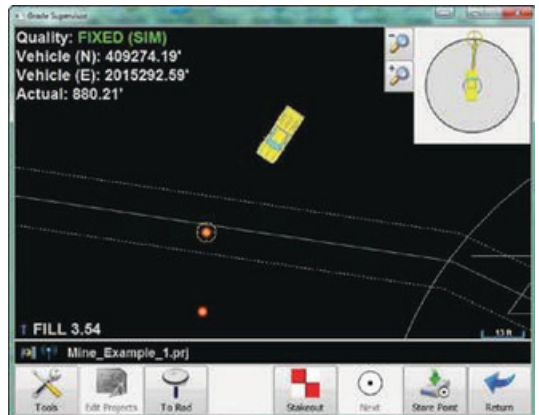 Grade Supervisor
Quality: FIXED (SIM)
Vehicle (N): 409274.19'
Vehicle (E): 2015292.59'
Actual: 880.21'
FILL 3.54
13 ft
Mine_Example_1.prj
Tools
Edit Projects
To Rod
Stakeout
Next
Store Point
Return